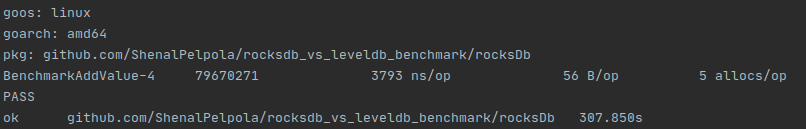 goos: linux
goarch: amd64
pkg: github.com/ShenalPelpola/rocksdb_vs_leveldb_benchmark/rocksDb
BenchmarkAddValue-4     79670271              3793 ns/op              56 B/op          5 allocs/op
PASS
ok      github.com/ShenalPelpola/rocksdb_vs_leveldb_benchmark/rocksDb   307.850s